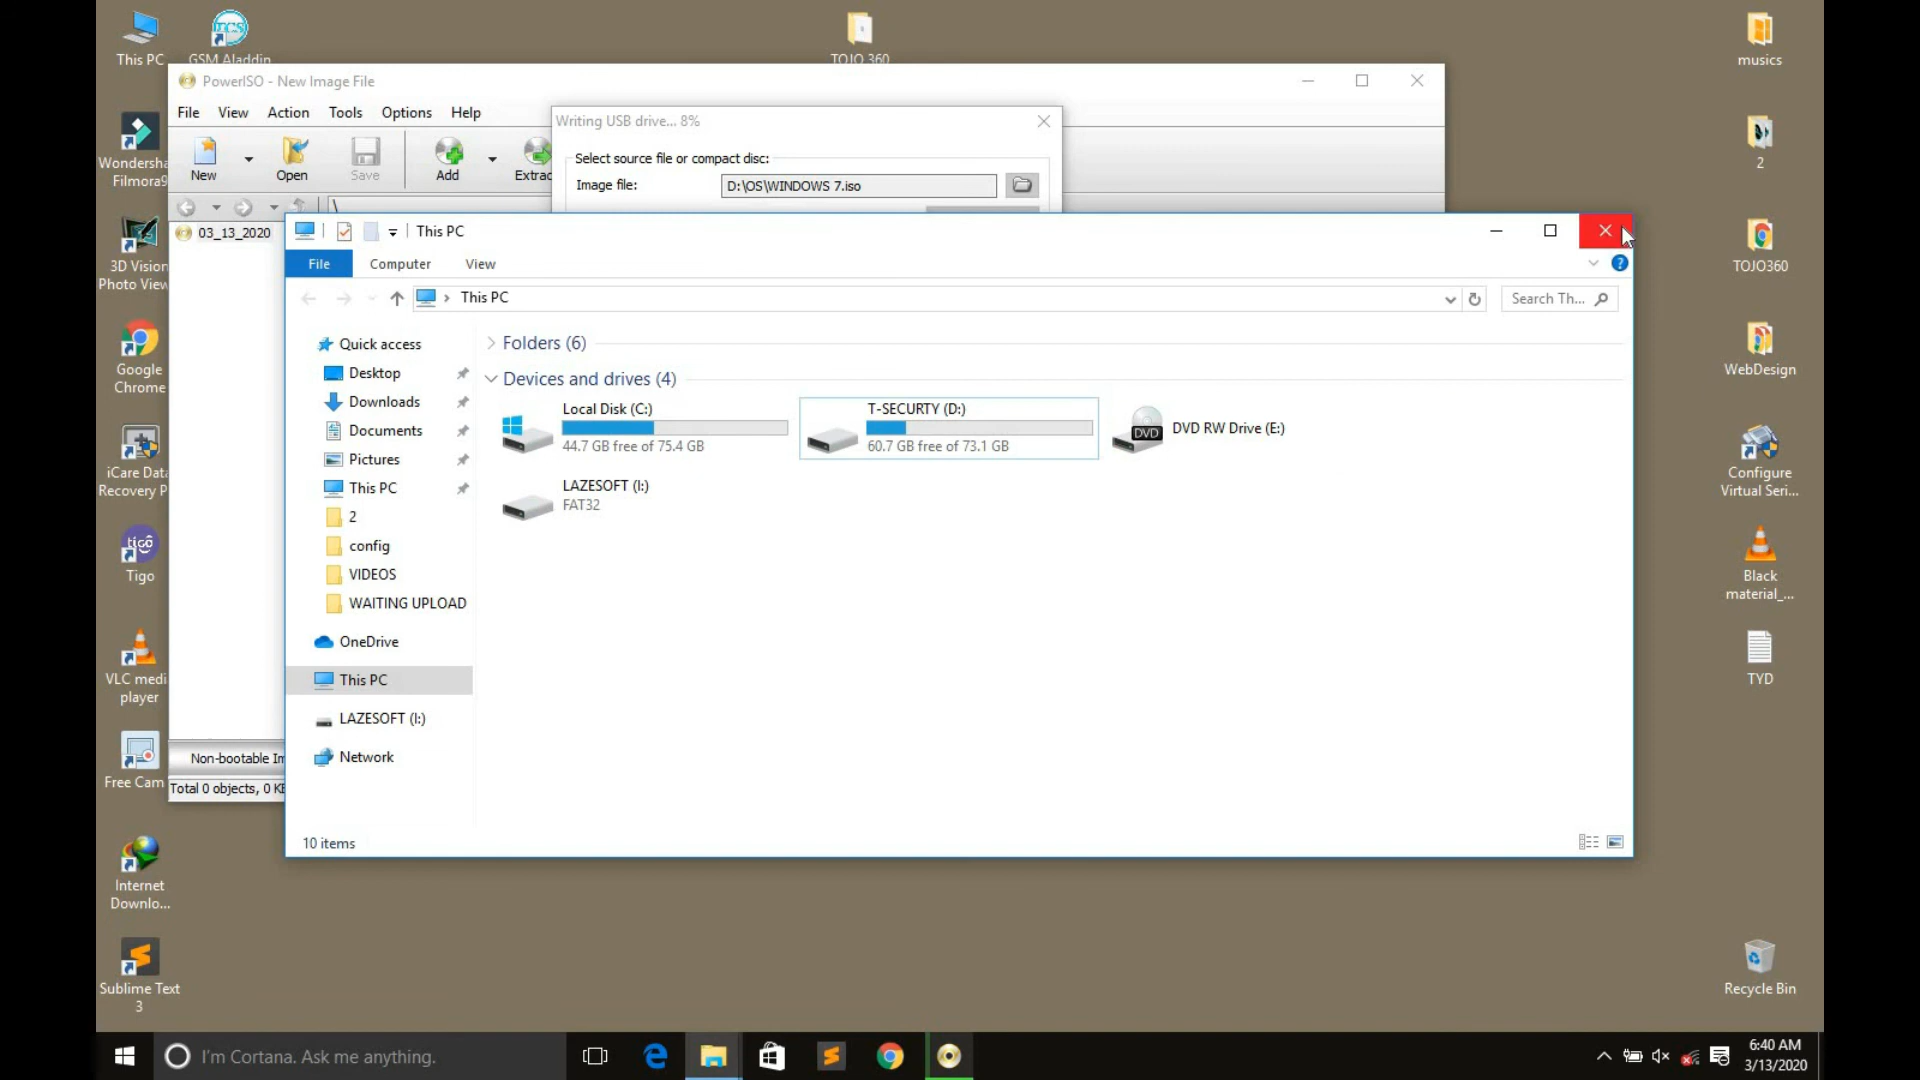 This PC
GSM Aladdin
TOJO 360
musics
PowerISO - New Image File
File View Action Tools Options Help
Writing USB drive... 8%
Select source file or compact disc:
Image file:
D:\OS\WINDOWS 7.iso
New
Open
Save
Add
Extrac
\
03_13_2020
This PC
File
Computer
View
This PC
Search Th...
Quick access
Desktop
Downloads
Documents
Pictures
This PC
2
config
VIDEOS
WAITING UPLOAD
OneDrive
This PC
LAZESOFT (I:)
Network
Folders (6)
Devices and drives (4)
Local Disk (C:)
44.7 GB free of 75.4 GB
T-SECURTY (D:)
60.7 GB free of 73.1 GB
DVD
DVD RW Drive (E:)
LAZESOFT (I:)
FAT32
10 items
Non-bootable Im
Total 0 objects, 0 KB
Wondersha
Filmora9
3D Vision
Photo View
Google
Chrome
iCare Data
Recovery P
tigo
Tigo
VLC medi
player
Free Cam
Internet
Downlo...
Sublime Text
3
2
TOJO360
WebDesign
Configure
Virtual Seri...
Black
material_...
TYD
Recycle Bin
I'm Cortana. Ask me anything.
6:40 AM
3/13/2020